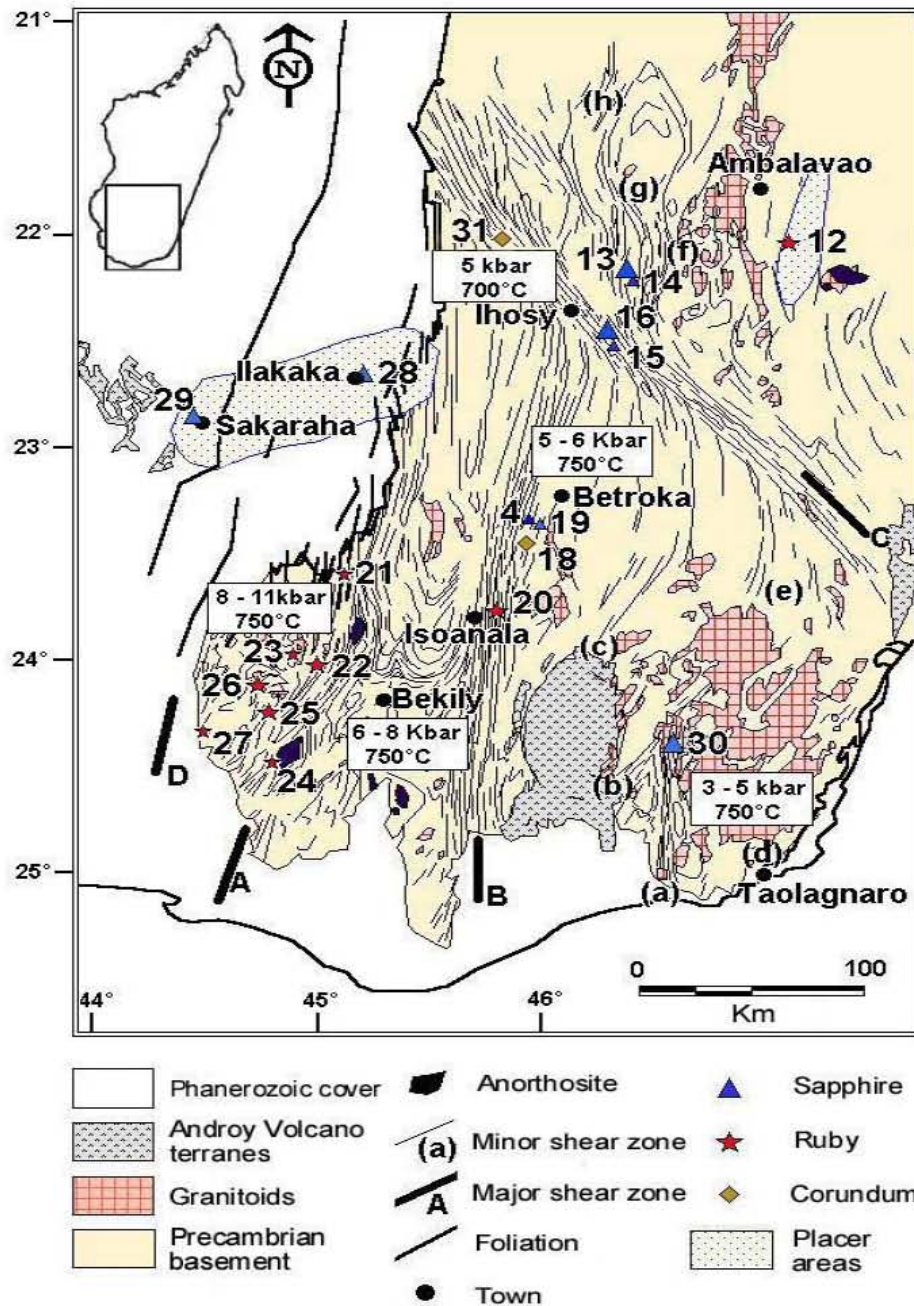 21°
N
(h)
Ambalavao
(g)
22°
31
13
(f)
12
5 kbar
700°C
14
Ihosy
16
15
Ilakaka
28
29
Sakaraha
23°
5 - 6 Kbar
750°C
Betroka
4
19
C
18
21
8 - 11kbar
750°C
20
(e)
Isoanala
23
22
(c)
24°
26
Bekily
25
6 - 8 Kbar
750°C
30
27
24
D
(b)
3 - 5 kbar
750°C
25°
A
B
(a)
(d)
Taolagnaro
44°
45°
46°
0
100
Km
Phanerozoic cover
Anorthosite
Sapphire
Androy Volcano
terranes
(a)
Minor shear zone
Ruby
Granitoids
A
Major shear zone
Corundum
Precambrian
basement
Foliation
Placer
areas
Town